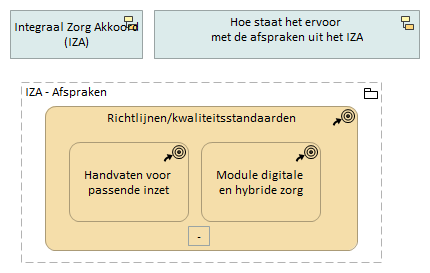 Integraal Zorg Akkoord
(IZA)
Hoe staat het ervoor
met de afspraken uit het IZA
IZA - Afspraken
Richtlijnen/kwaliteitsstandaarden
Handvaten voor
passende inzet
Module digitale
en hybride zorg
-